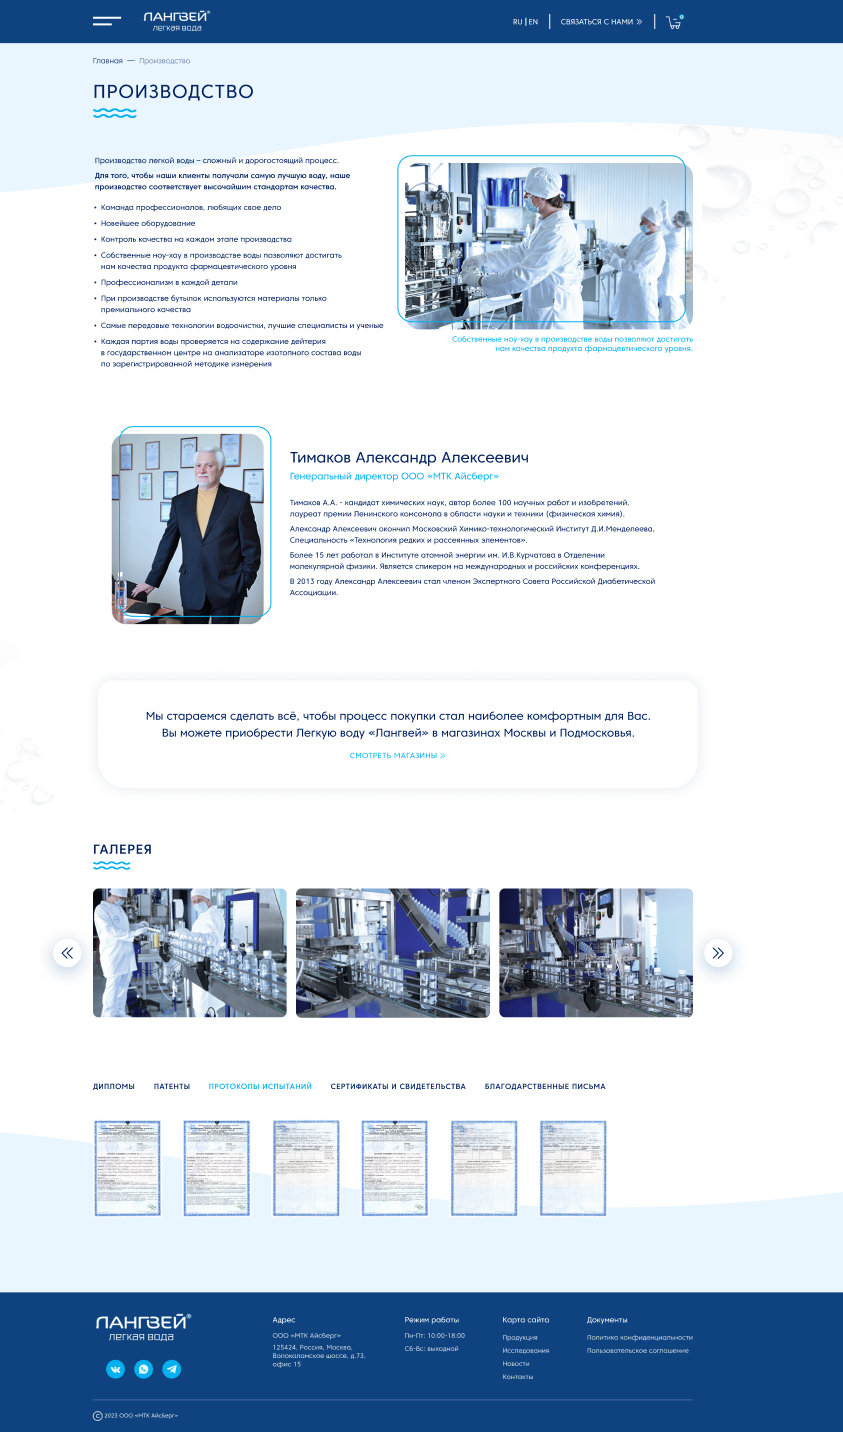 ЛАНГВЕЙ®
легкая вода
RU | EN
СВЯЗАТЬСЯ С НАМИ
Главная — Производство
ПРОИЗВОДСТВО
Производство легкой воды – сложный и дорогостоящий процесс.
Для того, чтобы наши клиенты получали самую лучшую воду, наше
производство соответствует высочайшим стандартам качества.
• Команда профессионалов, любящих свое дело
• Новейшее оборудование
• Контроль качества на каждом этапе производства
• Собственные ноу-хау в производстве воды позволяют достигать
нам качества продукта фармацевтического уровня
• Профессионализм в каждой детали
• При производстве бутылок используются материалы только
премиального качества
• Самые передовые технологии водоочистки, лучшие специалисты и ученые
• Каждая партия воды проверяется на содержание дейтерия
в государственном центре на анализаторе изотопного состава воды
по зарегистрированной методике измерения
Собственные ноу-хау в производстве воды позволяют достигать
нам качества продукта фармацевтического уровня.
Тимаков Александр Алексеевич
Генеральный директор ООО «МТК Айсберг»
Тимаков А.А. - кандидат химических наук, автор более 100 научных работ и изобретений,
лауреат премии Ленинского комсомола в области науки и техники (физическая химия).
Александр Алексеевич окончил Московский Химико-технологический Институт Д.И.Менделеева,
Специальность «Технология редких и рассеянных элементов».
Более 15 лет работал в Институте атомной энергии им. И.В.Курчатова в Отделении
молекулярной физики. Является спикером на международных и российских конференциях.
В 2013 году Александр Алексеевич стал членом Экспертного Совета Российской Диабетической
Ассоциации.
Мы стараемся сделать всё, чтобы процесс покупки стал наиболее комфортным для Вас.
Вы можете приобрести Легкую воду «Лангвей» в магазинах Москвы и Подмосковья.
СМОТРЕТЬ МАГАЗИНЫ
ГАЛЕРЕЯ
ДИПЛОМЫ ПАТЕНТЫ ПРОТОКОЛЫ ИСПЫТАНИЙ СЕРТИФИКАТЫ И СВИДЕТЕЛЬСТВА БЛАГОДАРСТВЕННЫЕ ПИСЬМА
ЛАНГВЕЙ®
легкая вода
Адрес
ООО «МТК Айсберг»
125424, Россия, Москва,
Волоколамское шоссе, д.73,
офис 15
Режим работы
Пн-Пт: 10:00-18:00
Сб-Вс: выходной
Карта сайта
Продукция
Исследования
Новости
Контакты
Документы
Политика конфиденциальности
Пользовательское соглашение
© 2023 ООО «МТК Айсберг»